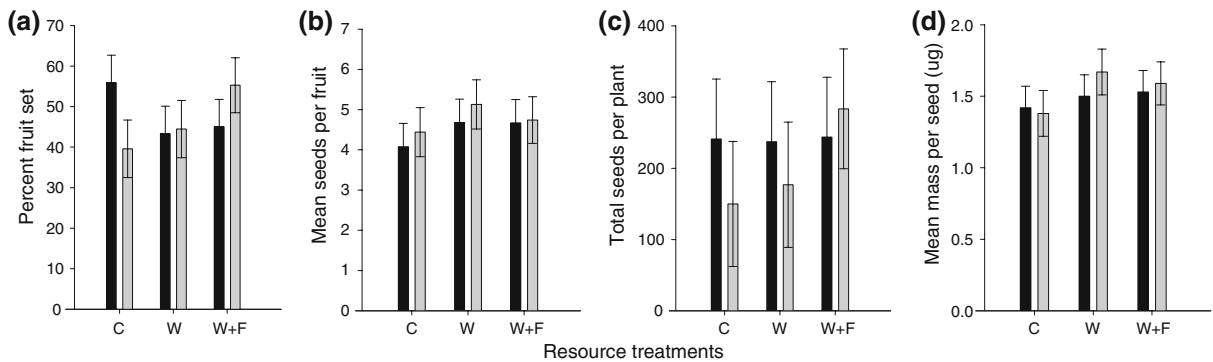 (a)
Percent fruit set
70
60
50
40
30
20
10
0
C W W+F
(b)
Mean seeds per fruit
7
6
5
4
3
2
1
0
C W W+F
(c)
Total seeds per plant
400
300
200
100
0
C W W+F
(d)
Mean mass per seed (ug)
2.0
1.5
1.0
0.5
0.0
C W W+F
Resource treatments